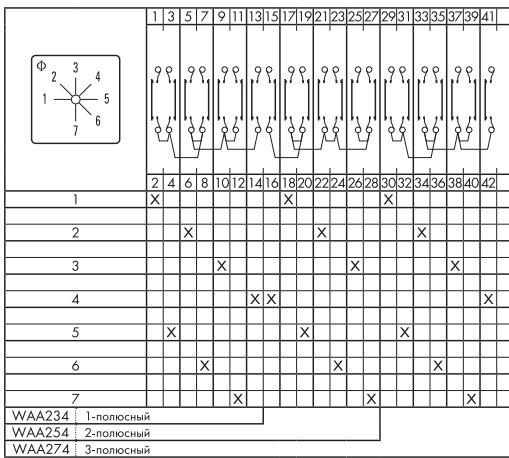 1 3 5 7 9 11 13 15 17 19 21 23 25 27 29 31 33 35 37 39 41
Ф
3
2 4
1 5
6
7
2 4 6 8 10 12 14 16 18 20 22 24 26 28 30 32 34 36 38 40 42
1 X X X
2 X X X
3 X X X
4 X X X
5 X X X
6 X X X
7 X X X
WAA234 1-полюсный
WAA254 2-полюсный
WAA274 3-полюсный